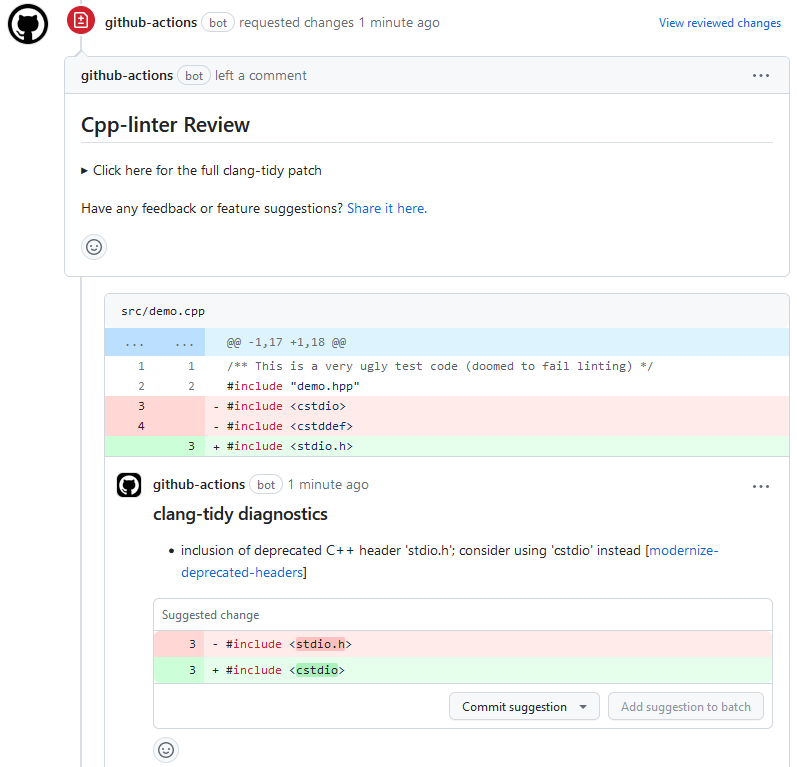 github-actions bot requested changes 1 minute ago View reviewed changes
github-actions bot left a comment ...
Cpp-linter Review
▸ Click here for the full clang-tidy patch
Have any feedback or feature suggestions? Share it here.
src/demo.cpp
... ... @@ -1,17 +1,18 @@
1 1 /** This is a very ugly test code (doomed to fail linting) */
2 2 #include "demo.hpp"
3 - #include <cstdio>
4 - #include <cstddef>
3 + #include <stdio.h>
github-actions bot 1 minute ago ...
clang-tidy diagnostics
• inclusion of deprecated C++ header 'stdio.h'; consider using 'cstdio' instead [modernize-
deprecated-headers]
Suggested change
3 - #include <stdio.h>
3 + #include <cstdio>
Commit suggestion Add suggestion to batch